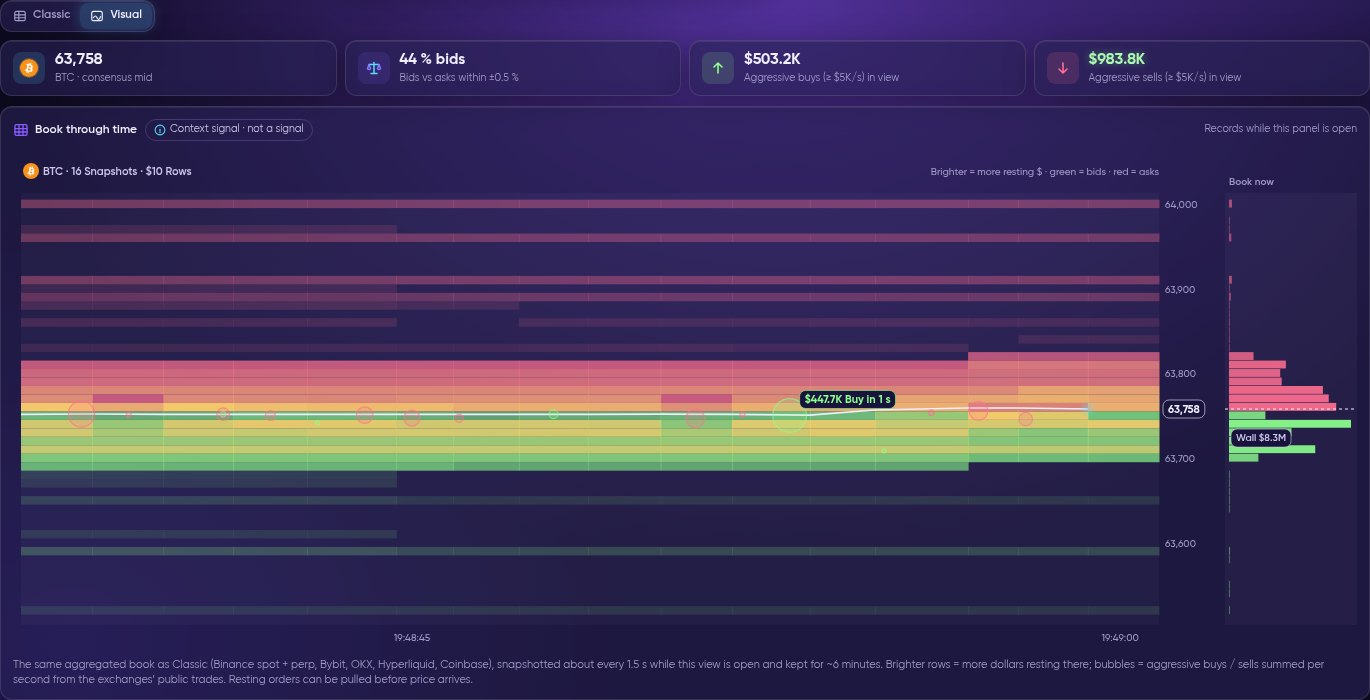 Classic
Visual
63,758
BTC · consensus mid
44 % bids
Bids vs asks within ±0.5 %
$503.2K
Aggressive buys (≥ $5K/s) in view
$983.8K
Aggressive sells (≥ $5K/s) in view
Book through time
Context signal · not a signal
Records while this panel is open
BTC · 16 Snapshots · $10 Rows
Brighter = more resting $ · green = bids · red = asks
Book now
64,000
63,900
63,800
$447.7K Buy in 1 s
63,758
Wall $8.3M
63,700
63,600
19:48:45
19:49:00
The same aggregated book as Classic (Binance spot + perp, Bybit, OKX, Hyperliquid, Coinbase), snapshotted about every 1.5 s while this view is open and kept for ~6 minutes. Brighter rows = more dollars resting there; bubbles = aggressive buys / sells summed per
second from the exchanges' public trades. Resting orders can be pulled before price arrives.